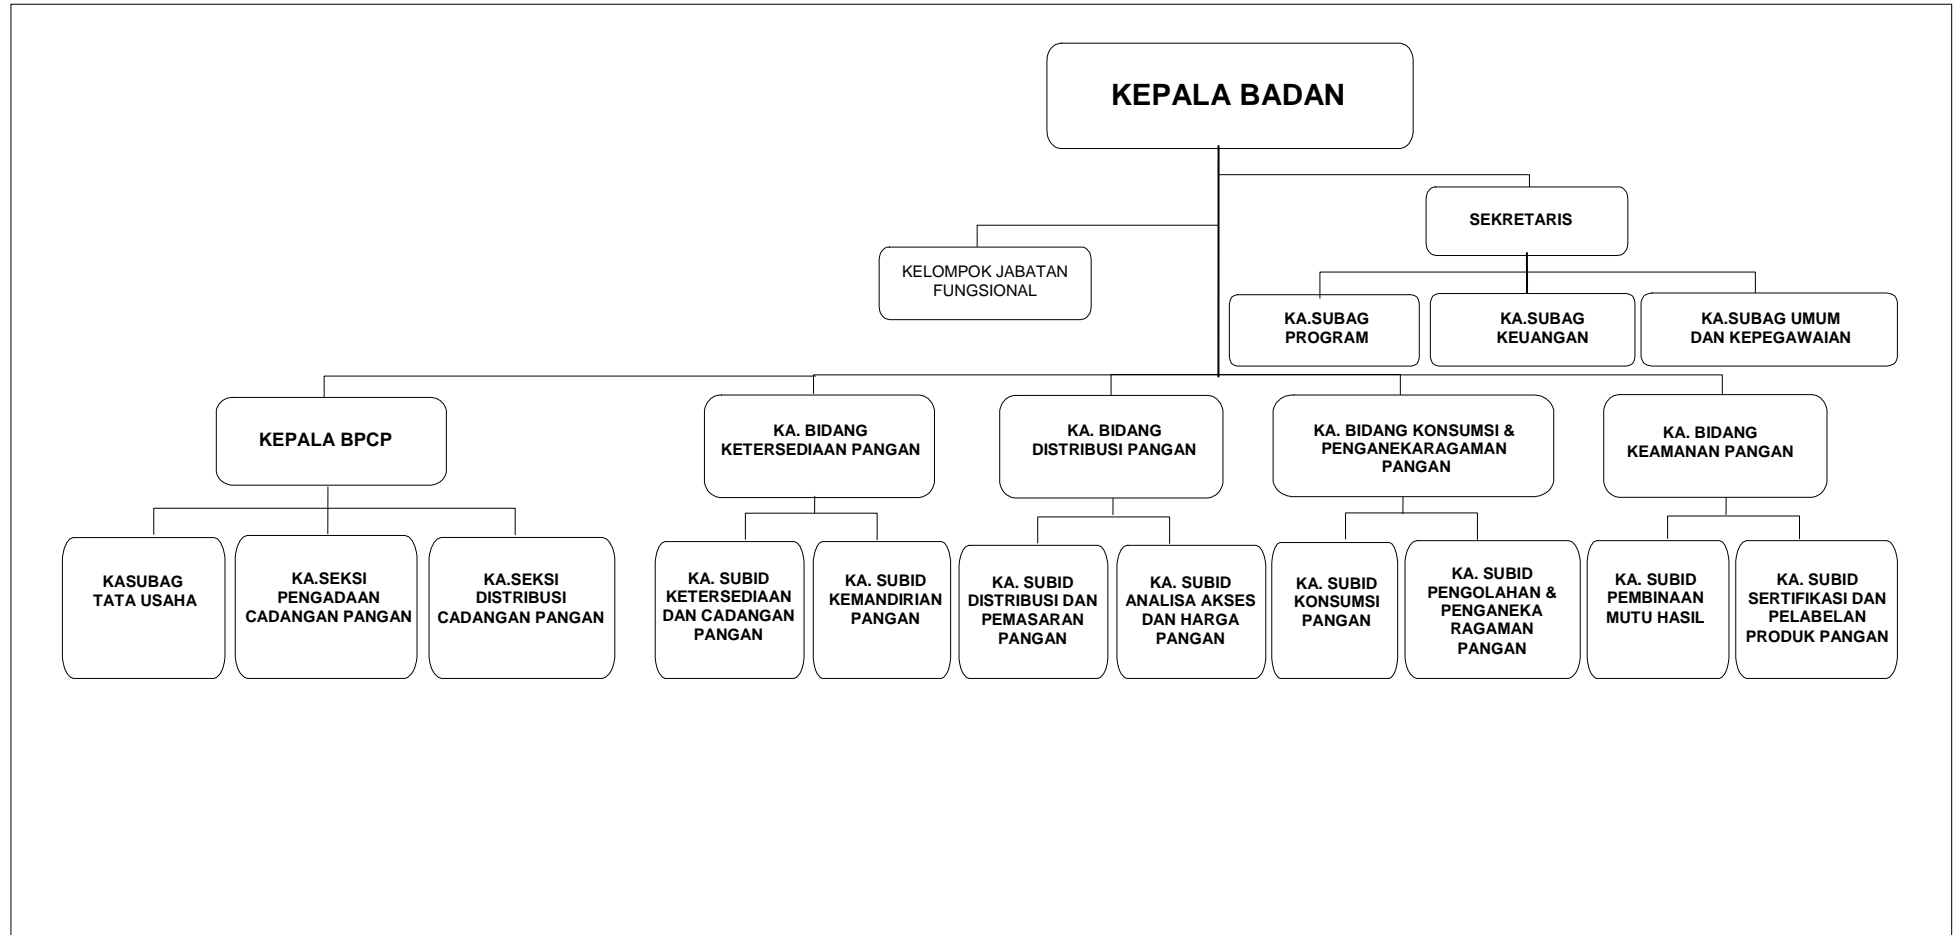 KEPALA BADAN
SEKRETARIS
KELOMPOK JABATAN
FUNGSIONAL
KA.SUBAG
PROGRAM
KA.SUBAG
KEUANGAN
KA.SUBAG UMUM
DAN KEPEGAWAIAN
KEPALA BPCP
KA. BIDANG
KETERSEDIAAN PANGAN
KA. BIDANG
DISTRIBUSI PANGAN
KA. BIDANG KONSUMSI &
PENGANEKARAGAMAN
PANGAN
KA. BIDANG
KEAMANAN PANGAN
KASUBAG
TATA USAHA
KA.SEKSI
PENGADAAN
CADANGAN PANGAN
KA.SEKSI
DISTRIBUSI
CADANGAN PANGAN
KA. SUBID
KETERSEDIAAN
DAN CADANGAN
PANGAN
KA. SUBID
KEMANDIRIAN
PANGAN
KA. SUBID
DISTRIBUSI DAN
PEMASARAN
PANGAN
KA. SUBID
ANALISA AKSES
DAN HARGA
PANGAN
KA. SUBID
KONSUMSI
PANGAN
KA. SUBID
PENGOLAHAN &
PENGANEKA
RAGAMAN
PANGAN
KA. SUBID
PEMBINAAN
MUTU HASIL
KA. SUBID
SERTIFIKASI DAN
PELABELAN
PRODUK PANGAN